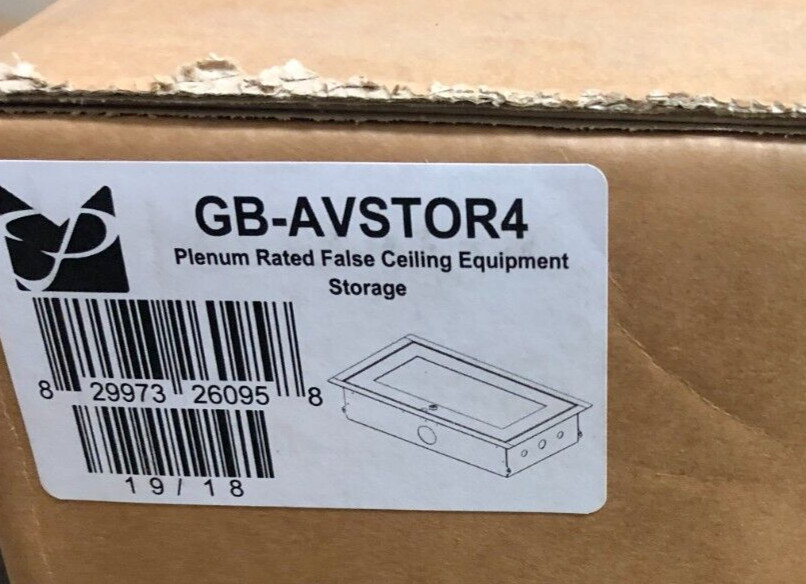 GB-AVSTOR4
Plenum Rated False Ceiling Equipment
Storage
8 29973 26095 8
19/18